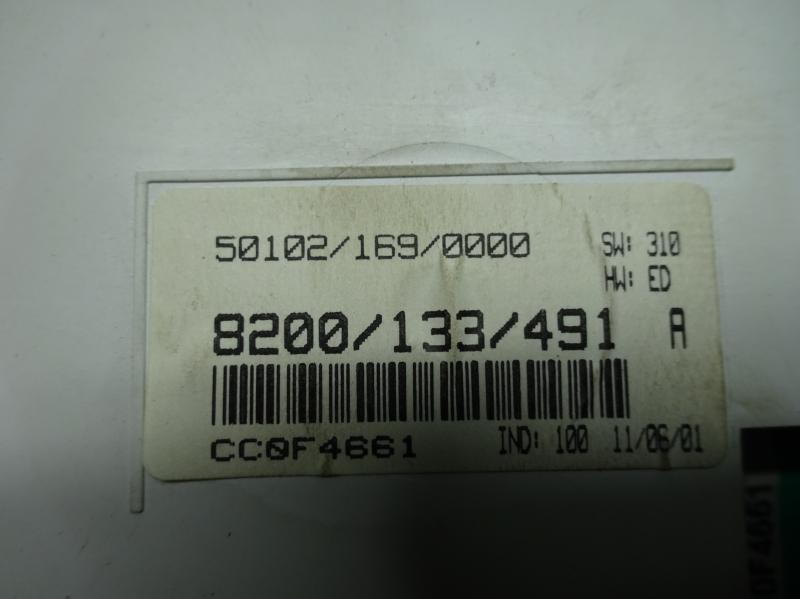 50102/169/0000
SW: 310
HW: ED
8200/133/491 A
CC0F4661
IND: 100 11/06/01
0F4661